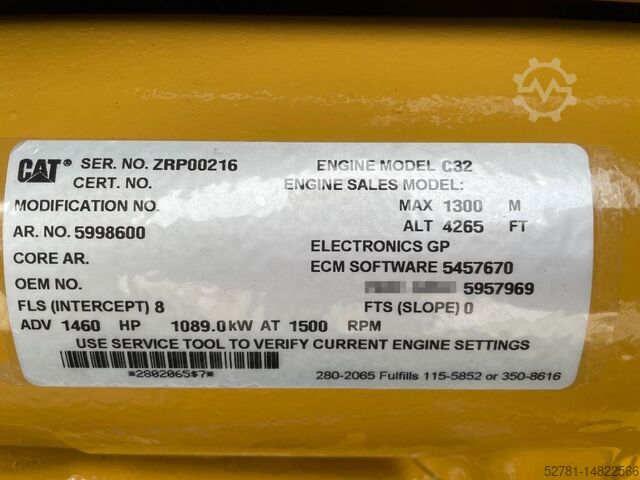 CAT® SER. NO. ZRP00216 ENGINE MODEL C32
CERT. NO. ENGINE SALES MODEL:
MODIFICATION NO. MAX 1300 M
AR. NO. 5998600 ALT 4265 FT
ELECTRONICS GP
CORE AR. ECM SOFTWARE 5457670
OEM NO. 5957969
FLS (INTERCEPT) 8 FTS (SLOPE) 0
ADV 1460 HP 1089.0 kW AT 1500 RPM
USE SERVICE TOOL TO VERIFY CURRENT ENGINE SETTINGS
*2802065$7*
280-2065 Fulfills 115-5852 or 350-8616
52781-14822566